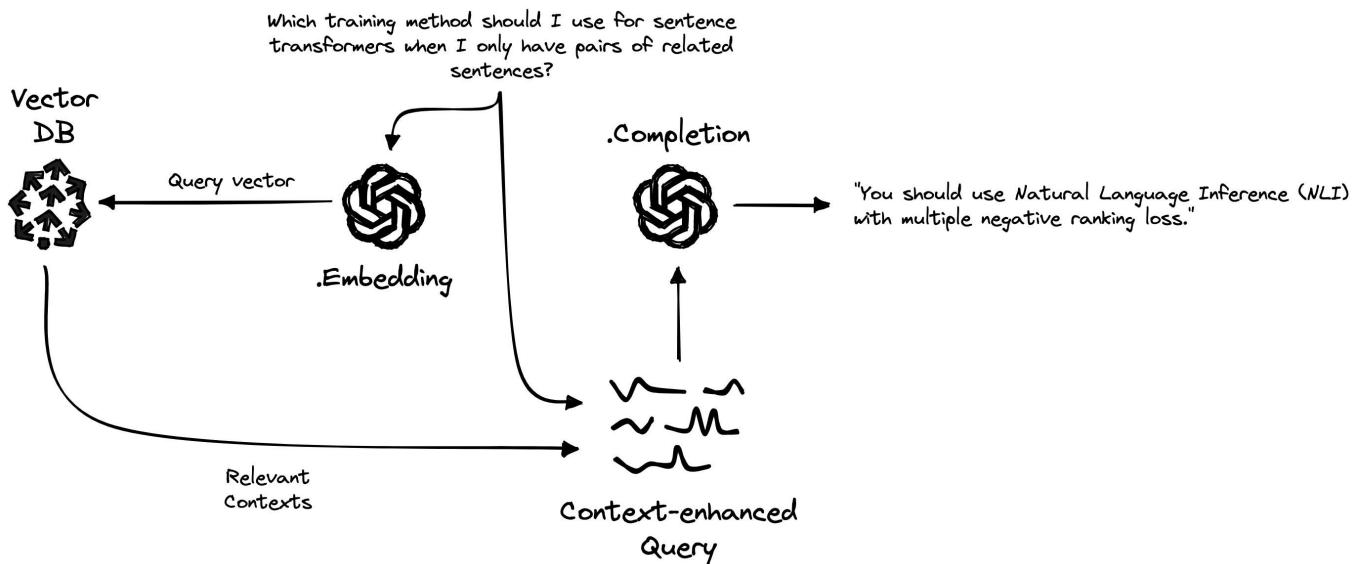 Which training method should I use for sentence
transformers when I only have pairs of related
sentences?
Vector
DB
.Completion
Query vector
"You should use Natural Language Inference (NLI)
with multiple negative ranking loss."
.Embedding
Relevant
Contexts
Context-enhanced
Query